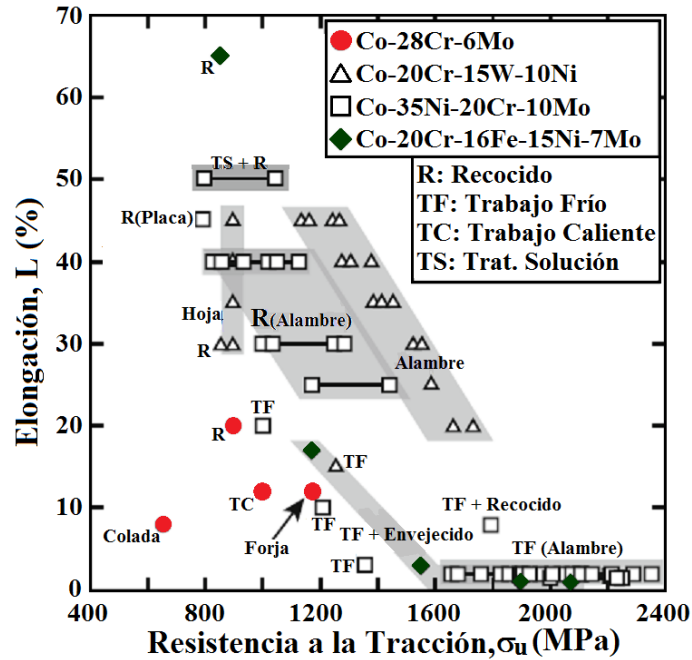 70
60
50
40
30
20
10
0
Elongación, L (%)
400
800
1200
1600
2000
2400
Resistencia a la Tracción,σu (MPa)
Co-28Cr-6Mo
Co-20Cr-15W-10Ni
Co-35Ni-20Cr-10Mo
Co-20Cr-16Fe-15Ni-7Mo
R: Recocido
TF: Trabajo Frío
TC: Trabajo Caliente
TS: Trat. Solución
R
TS + R
R(Placa)
Hoja
R(Alambre)
R
Alambre
TF
R
TF
TC
TF + Recocido
Colada
Forja
TF
TF + Envejecido
TF (Alambre)
TF